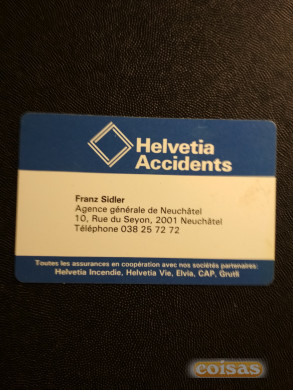 Helvetia
Accidents
Franz Sidler
Agence générale de Neuchâtel
10, Rue du Seyon, 2001 Neuchâtel
Téléphone 038 25 72 72
Toutes les assurances en coopération avec nos sociétés partenaires:
Helvetia Incendie, Helvetia Vie, Elvia, CAP, Grutli
coisas